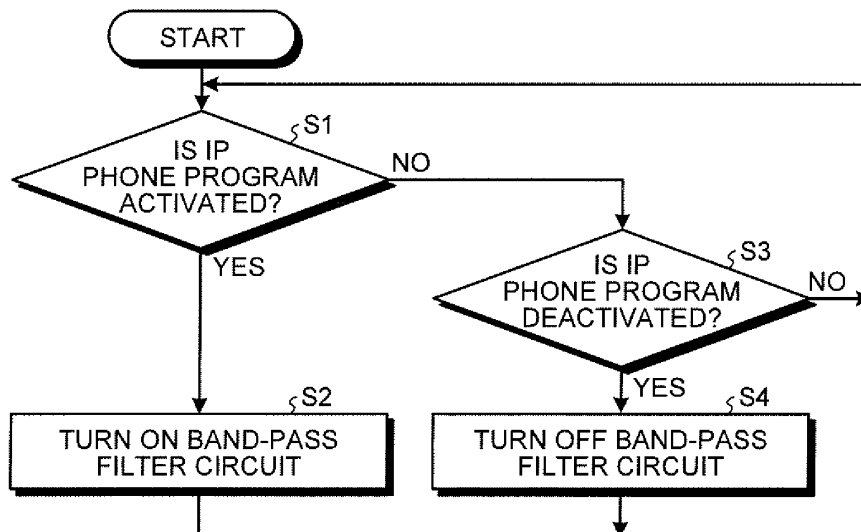 START
S1
IS IP
PHONE PROGRAM
ACTIVATED?
NO
YES
S3
IS IP
PHONE PROGRAM
DEACTIVATED?
NO
YES
S2
TURN ON BAND-PASS
FILTER CIRCUIT
S4
TURN OFF BAND-PASS
FILTER CIRCUIT